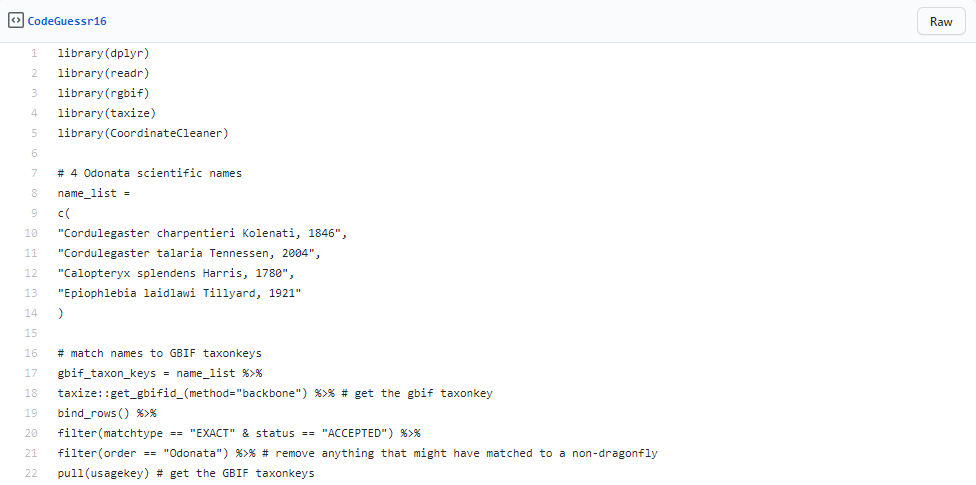 CodeGuessr16
Raw
1 library(dplyr)
2 library(readr)
3 library(rgbif)
4 library(taxize)
5 library(CoordinateCleaner)
6
7 # 4 Odonata scientific names
8 name_list =
9 c(
10 "Cordulegaster charpentieri Kolenati, 1846",
11 "Cordulegaster talaria Tennessen, 2004",
12 "Calopteryx splendens Harris, 1780",
13 "Epiophlebia laidlawi Tillyard, 1921"
14 )
15
16 # match names to GBIF taxonkeys
17 gbif_taxon_keys = name_list %>%
18 taxize::get_gbifid_(method="backbone") %>% # get the gbif taxonkey
19 bind_rows() %>%
20 filter(matchtype == "EXACT" & status == "ACCEPTED") %>%
21 filter(order == "Odonata") %>% # remove anything that might have matched to a non-dragonfly
22 pull(usagekey) # get the GBIF taxonkeys